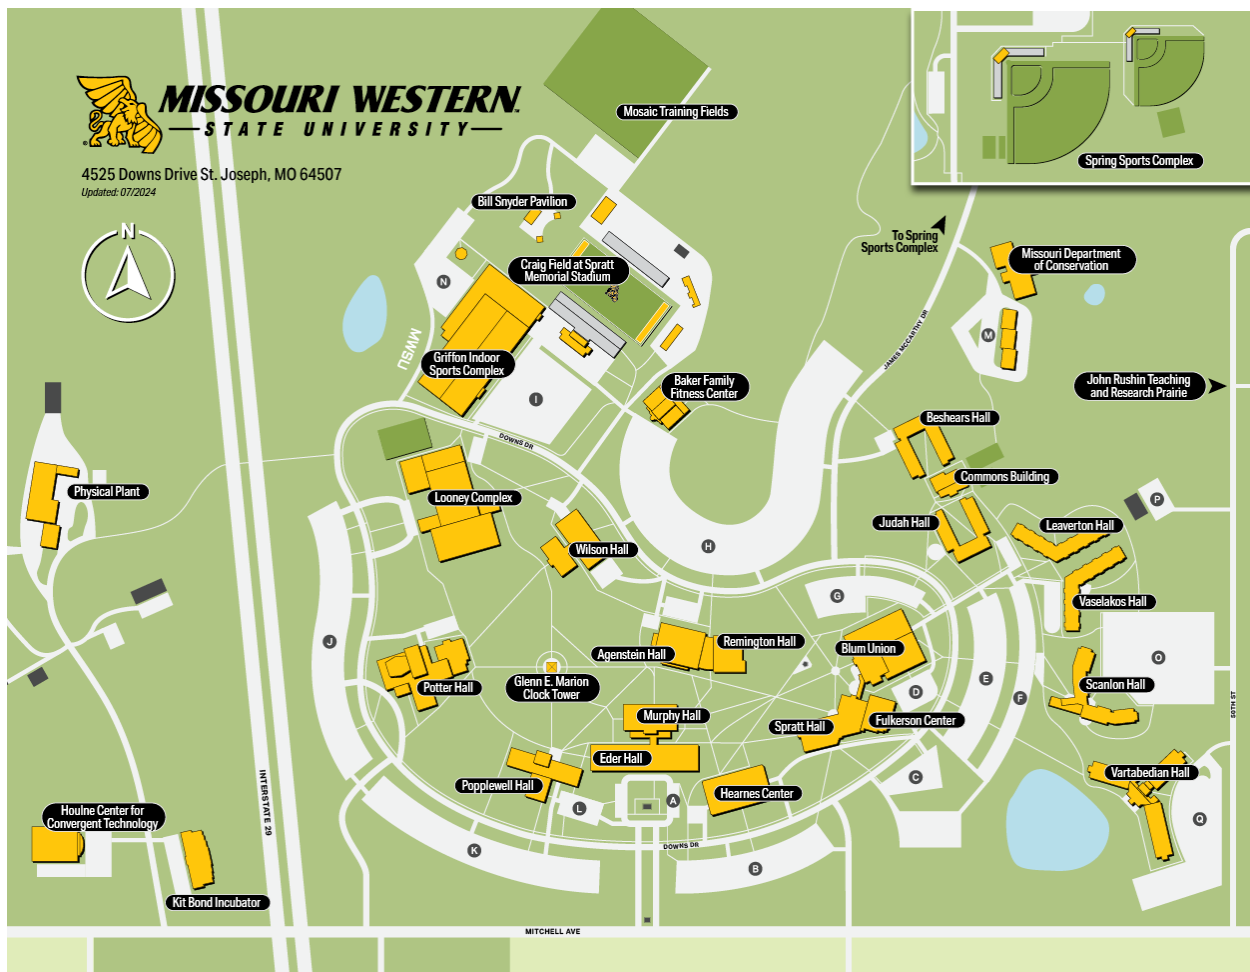 MISSOURI WESTERN
STATE UNIVERSITY
4525 Downs Drive St. Joseph, MO 64507
Updated: 07/2024
N
Mosaic Training Fields
Spring Sports Complex
Bill Snyder Pavilion
To Spring
Sports Complex
Craig Field at Spratt
Memorial Stadium
Missouri Department
of Conservation
N
MWSU
JAMES MCCARTHY DR
M
Griffon Indoor
Sports Complex
I
Baker Family
Fitness Center
John Rushin Teaching
and Research Prairie
Beshears Hall
DOWNS DR
Commons Building
Physical Plant
Looney Complex
P
Judah Hall
Leaverton Hall
Wilson Hall
H
G
Vaselakos Hall
J
Remington Hall
Blum Union
Agenstein Hall
O
Potter Hall
Glenn E. Marion
Clock Tower
E
Scanlon Hall
D
F
50TH ST
Murphy Hall
Spratt Hall
Fulkerson Center
Eder Hall
Popplewell Hall
C
Vartabedian Hall
Hearnes Center
A
L
Q
Houlne Center for
Convergent Technology
INTERSTATE 29
K
DOWNS DR
B
Kit Bond Incubator
MITCHELL AVE